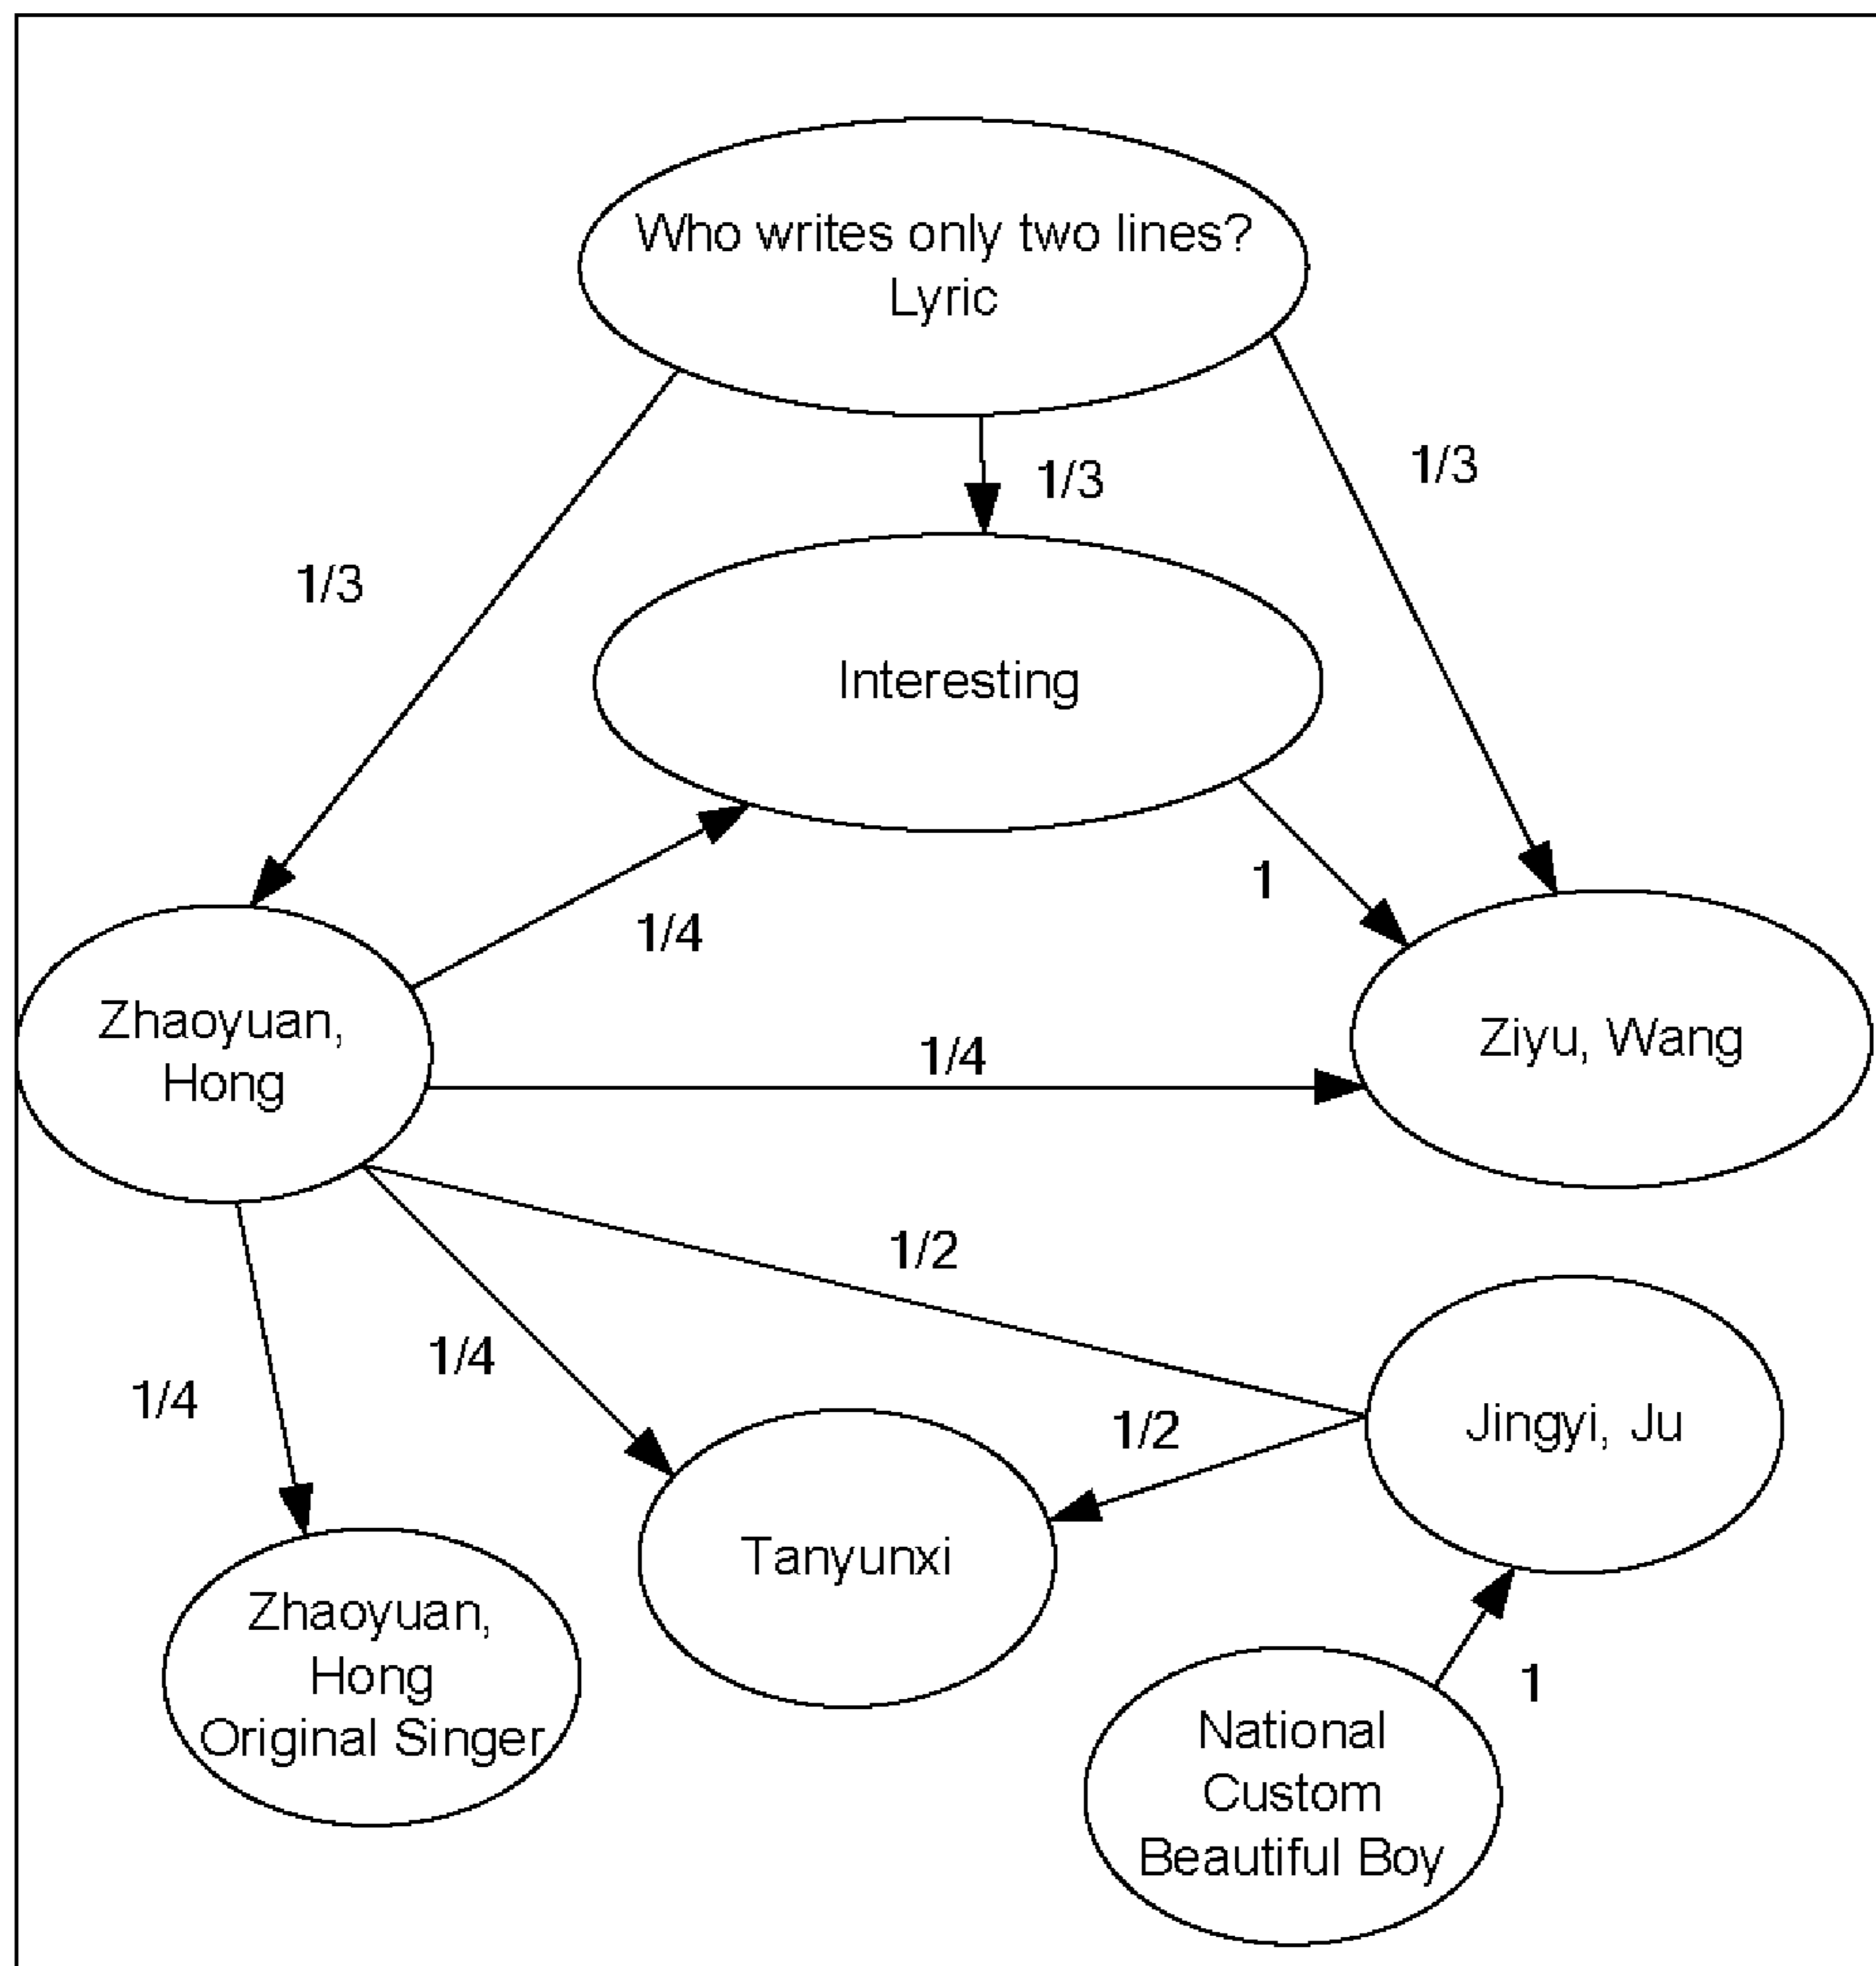 Who writes only two lines?
Lyric
1/3
1/3
1/3
Interesting
1
1/4
Zhaoyuan,
Hong
1/4
Ziyu, Wang
1/2
1/4
1/4
1/2
Jingyi, Ju
Tanyunxi
Zhaoyuan,
Hong
Original Singer
1
National
Custom
Beautiful Boy